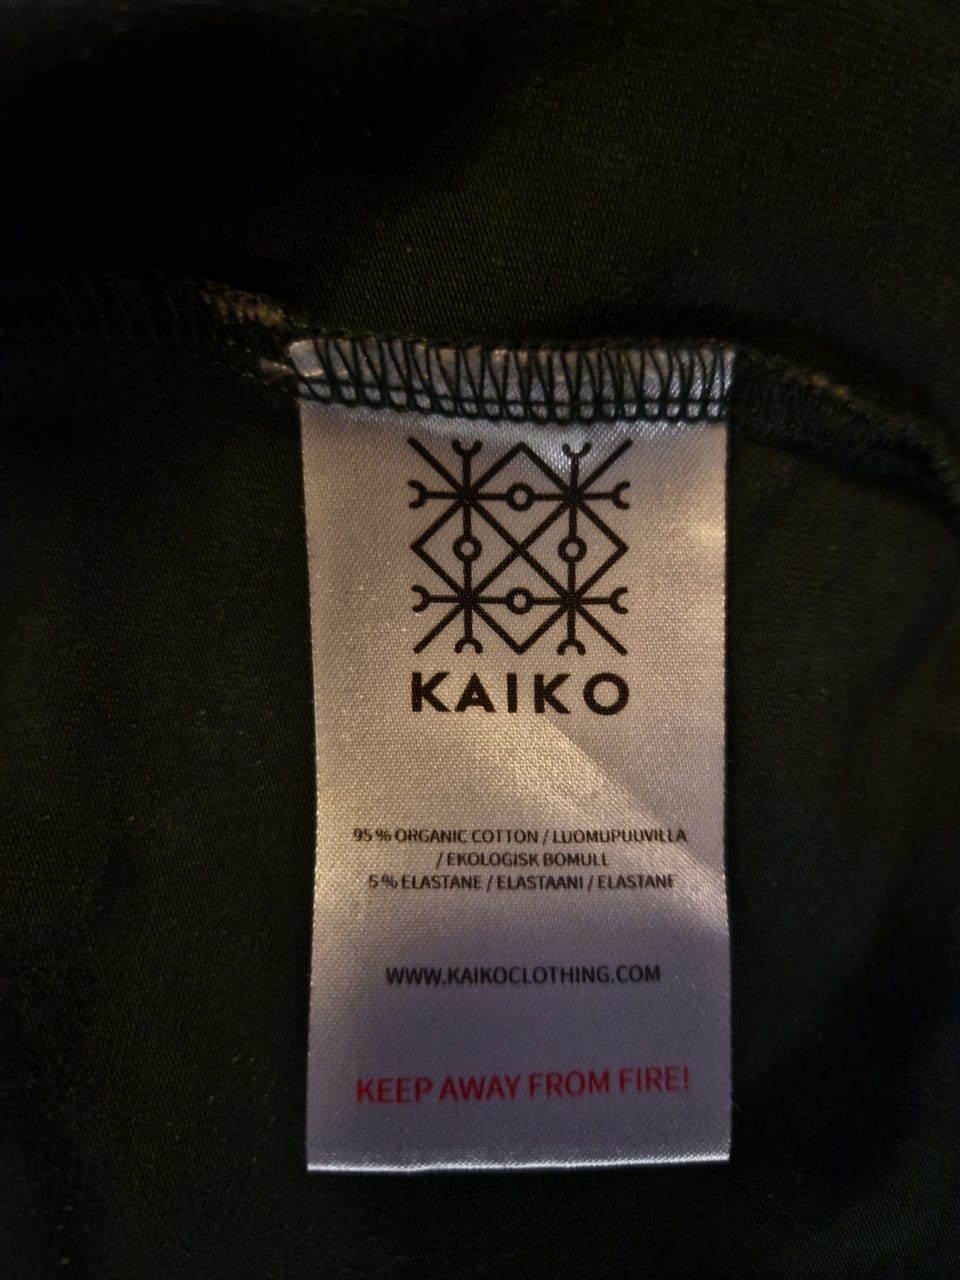 KAIKO
95 % ORGANIC COTTON / LUOMUPUUVILLA
/ EKOLOGISK BOMULL
5 % ELASTANE / ELASTAANI / ELASTANE
WWW.KAIKOCLOTHING.COM
KEEP AWAY FROM FIRE!